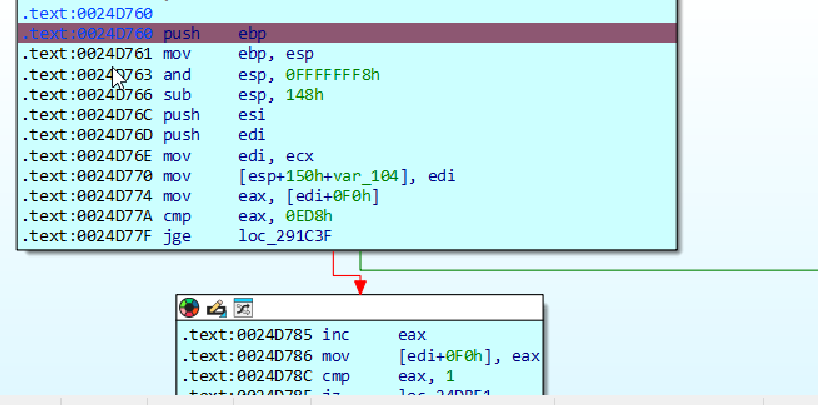 .text:0024D760
.text:0024D760 push ebp
.text:0024D761 mov ebp, esp
.text:0024D763 and esp, 0FFFFFFF8h
.text:0024D766 sub esp, 148h
.text:0024D76C push esi
.text:0024D76D push edi
.text:0024D76E mov edi, ecx
.text:0024D770 mov [esp+150h+var_104], edi
.text:0024D774 mov eax, [edi+0F0h]
.text:0024D77A cmp eax, 0ED8h
.text:0024D77F jge loc_291C3F
.text:0024D785 inc eax
.text:0024D786 mov [edi+0F0h], eax
.text:0024D78C cmp eax, 1